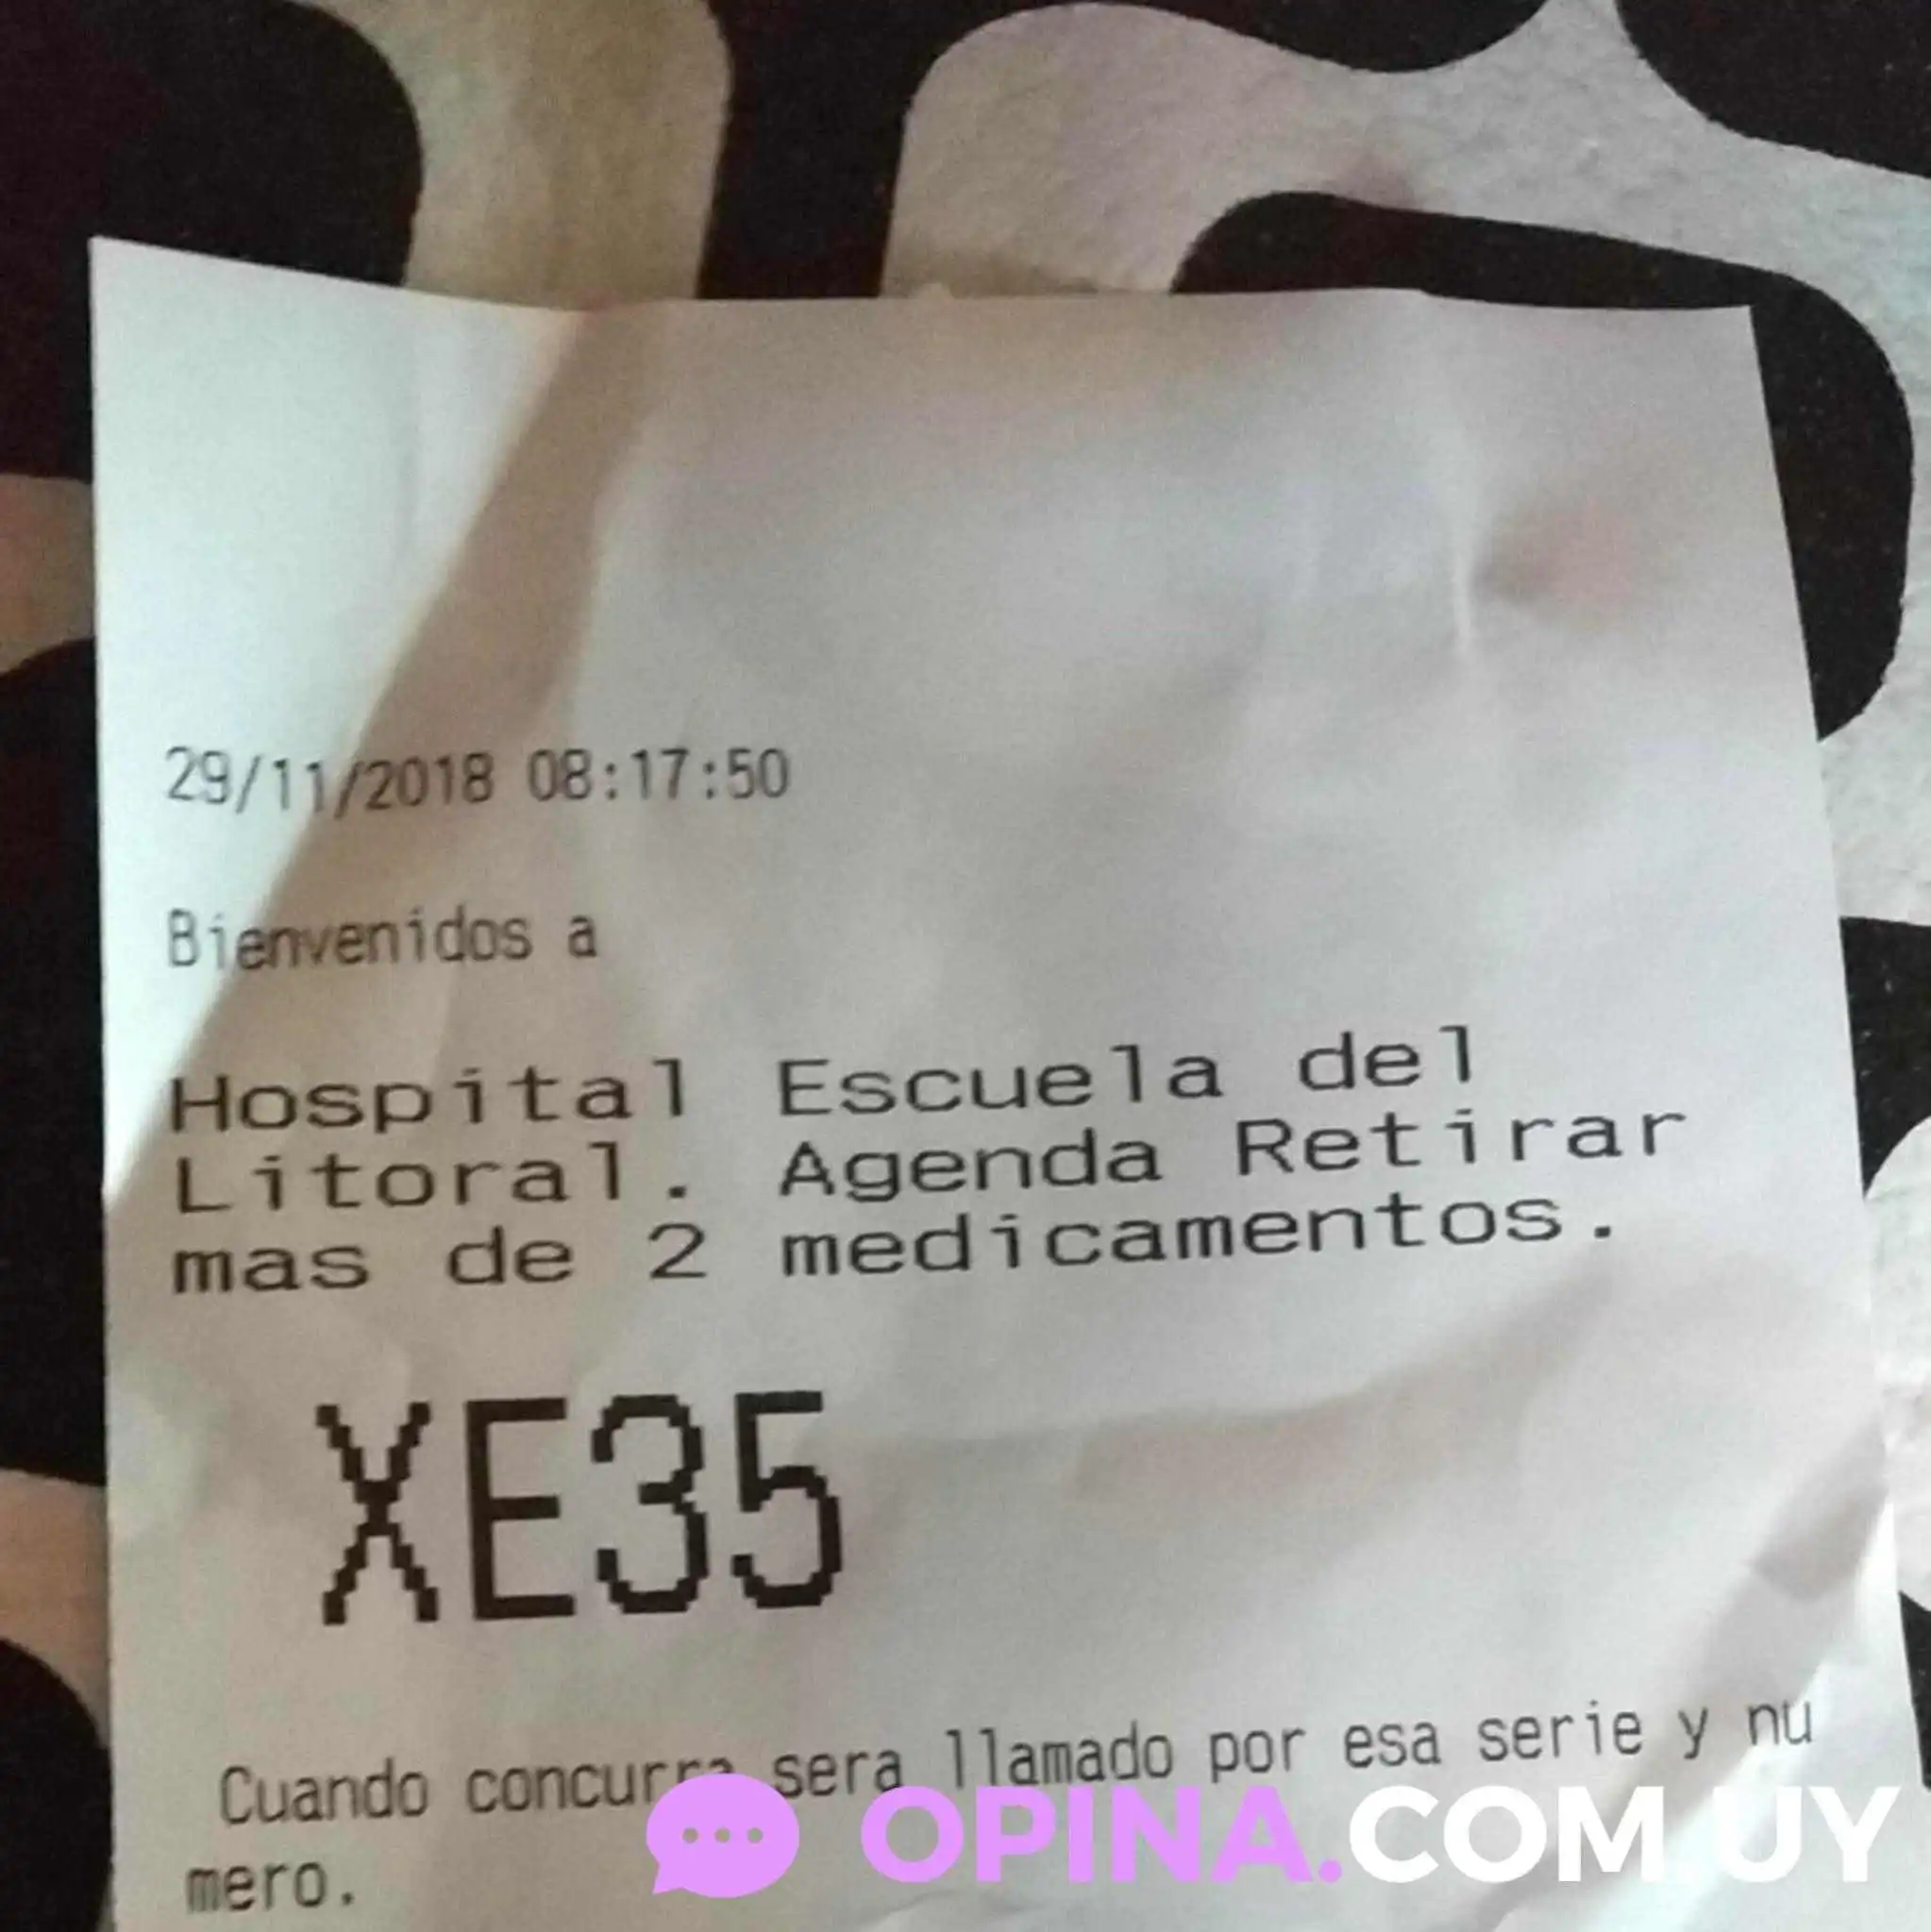 29/11/2018 08:17:50
Bienvenidos a
Hospital Escuela del
Litoral. Agenda Retirar
mas de 2 medicamentos.
XE35
Cuando concurra sera llamado por esa serie y nu
mero.
OPINA.COM.UY